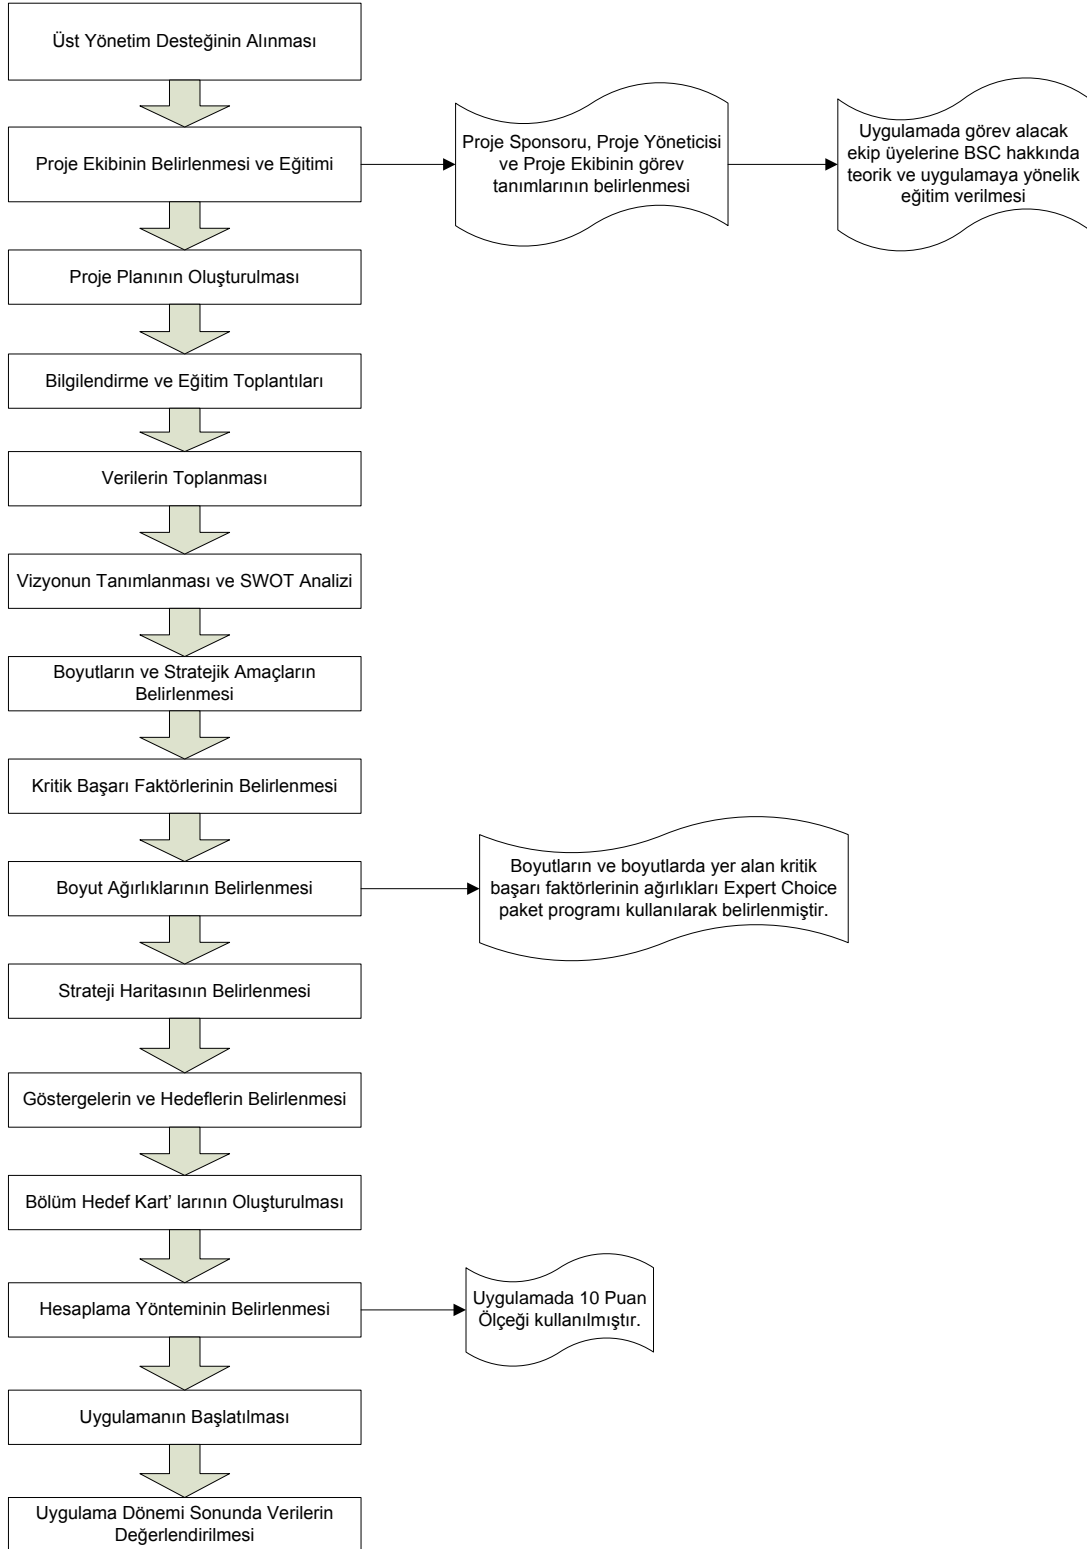 Üst Yönetim Desteğinin Alınması
Proje Ekibinin Belirlenmesi ve Eğitimi
Proje Sponsoru, Proje Yöneticisi
ve Proje Ekibinin görev
tanımlarının belirlenmesi
Uygulamada görev alacak
ekip üyelerine BSC hakkında
teorik ve uygulamaya yönelik
eğitim verilmesi
Proje Planının Oluşturulması
Bilgilendirme ve Eğitim Toplantıları
Verilerin Toplanması
Vizyonun Tanımlanması ve SWOT Analizi
Boyutların ve Stratejik Amaçların
Belirlenmesi
Kritik Başarı Faktörlerinin Belirlenmesi
Boyut Ağırlıklarının Belirlenmesi
Boyutların ve boyutlarda yer alan kritik
başarı faktörlerinin ağırlıkları Expert Choice
paket programı kullanılarak belirlenmiştir.
Strateji Haritasının Belirlenmesi
Göstergelerin ve Hedeflerin Belirlenmesi
Bölüm Hedef Kart' larının Oluşturulması
Hesaplama Yönteminin Belirlenmesi
Uygulamada 10 Puan
Ölçeği kullanılmıştır.
Uygulamanın Başlatılması
Uygulama Dönemi Sonunda Verilerin
Değerlendirilmesi